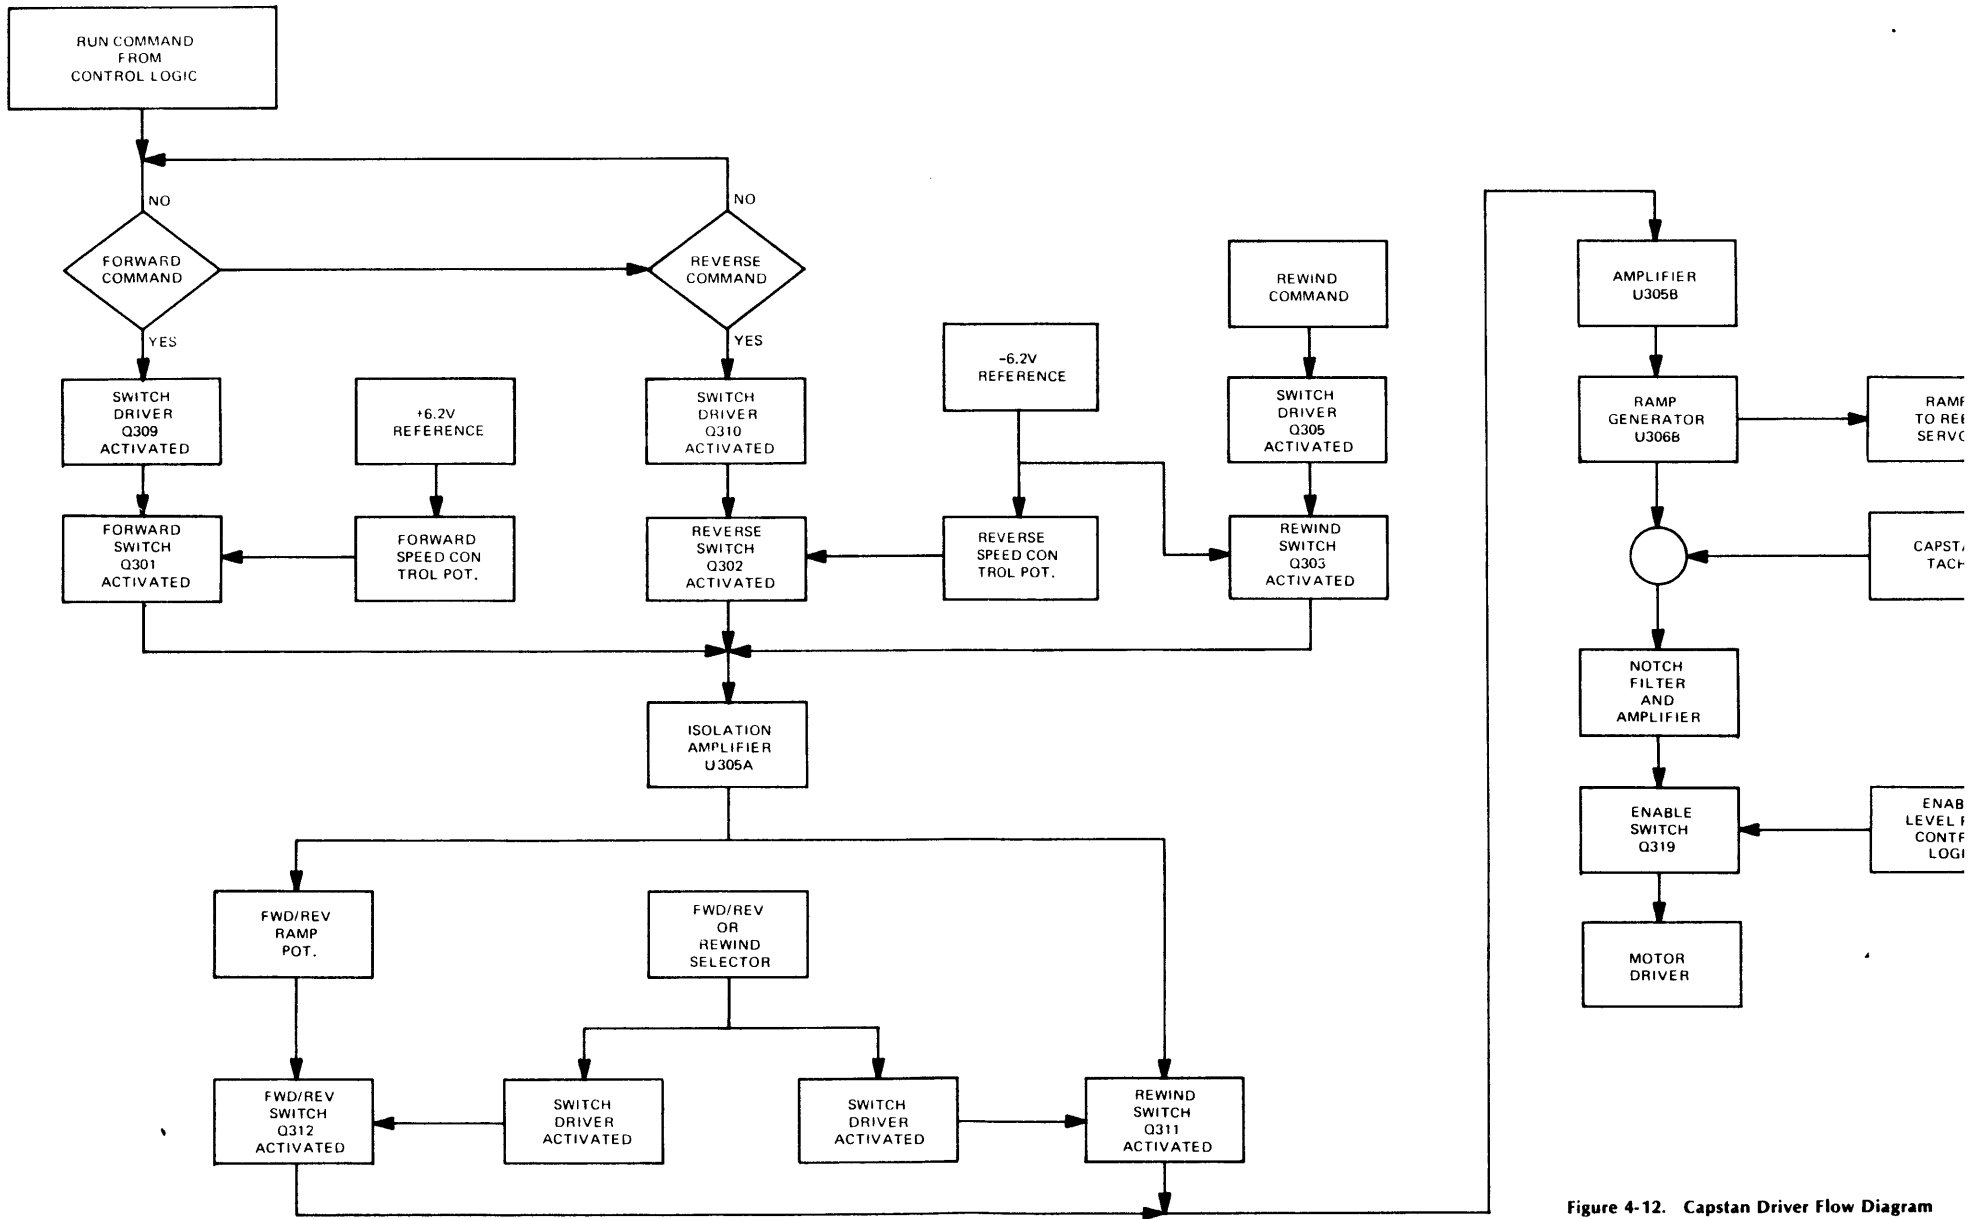 RUN COMMAND
FROM
CONTROL LOGIC
NO
NO
FORWARD
COMMAND
REVERSE
COMMAND
YES
YES
REWIND
COMMAND
AMPLIFIER
U305B
SWITCH
DRIVER
Q309
ACTIVATED
+6.2V
REFERENCE
SWITCH
DRIVER
Q310
ACTIVATED
-6.2V
REFERENCE
SWITCH
DRIVER
Q305
ACTIVATED
RAMP
GENERATOR
U306B
TO
FORWARD
SWITCH
Q301
ACTIVATED
FORWARD
SPEED CON
TROL POT.
REVERSE
SWITCH
Q302
ACTIVATED
REVERSE
SPEED CON
TROL POT.
REWIND
SWITCH
Q303
ACTIVATED
ISOLATION
AMPLIFIER
U305A
NOTCH
FILTER
AND
AMPLIFIER
ENABLE
SWITCH
Q319
LEVEL
FWD/REV
RAMP
POT.
FWD/REV
OR
REWIND
SELECTOR
MOTOR
DRIVER
FWD/REV
SWITCH
Q312
ACTIVATED
SWITCH
DRIVER
ACTIVATED
SWITCH
DRIVER
ACTIVATED
REWIND
SWITCH
Q311
ACTIVATED
Figure 4-12. Capstan Driver Flow Diagram